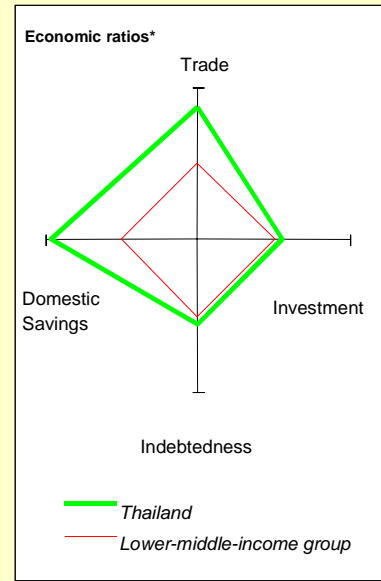 Economic ratios*
Trade
Domestic
Savings
Investment
Indebtedness
Thailand
Lower-middle-income group